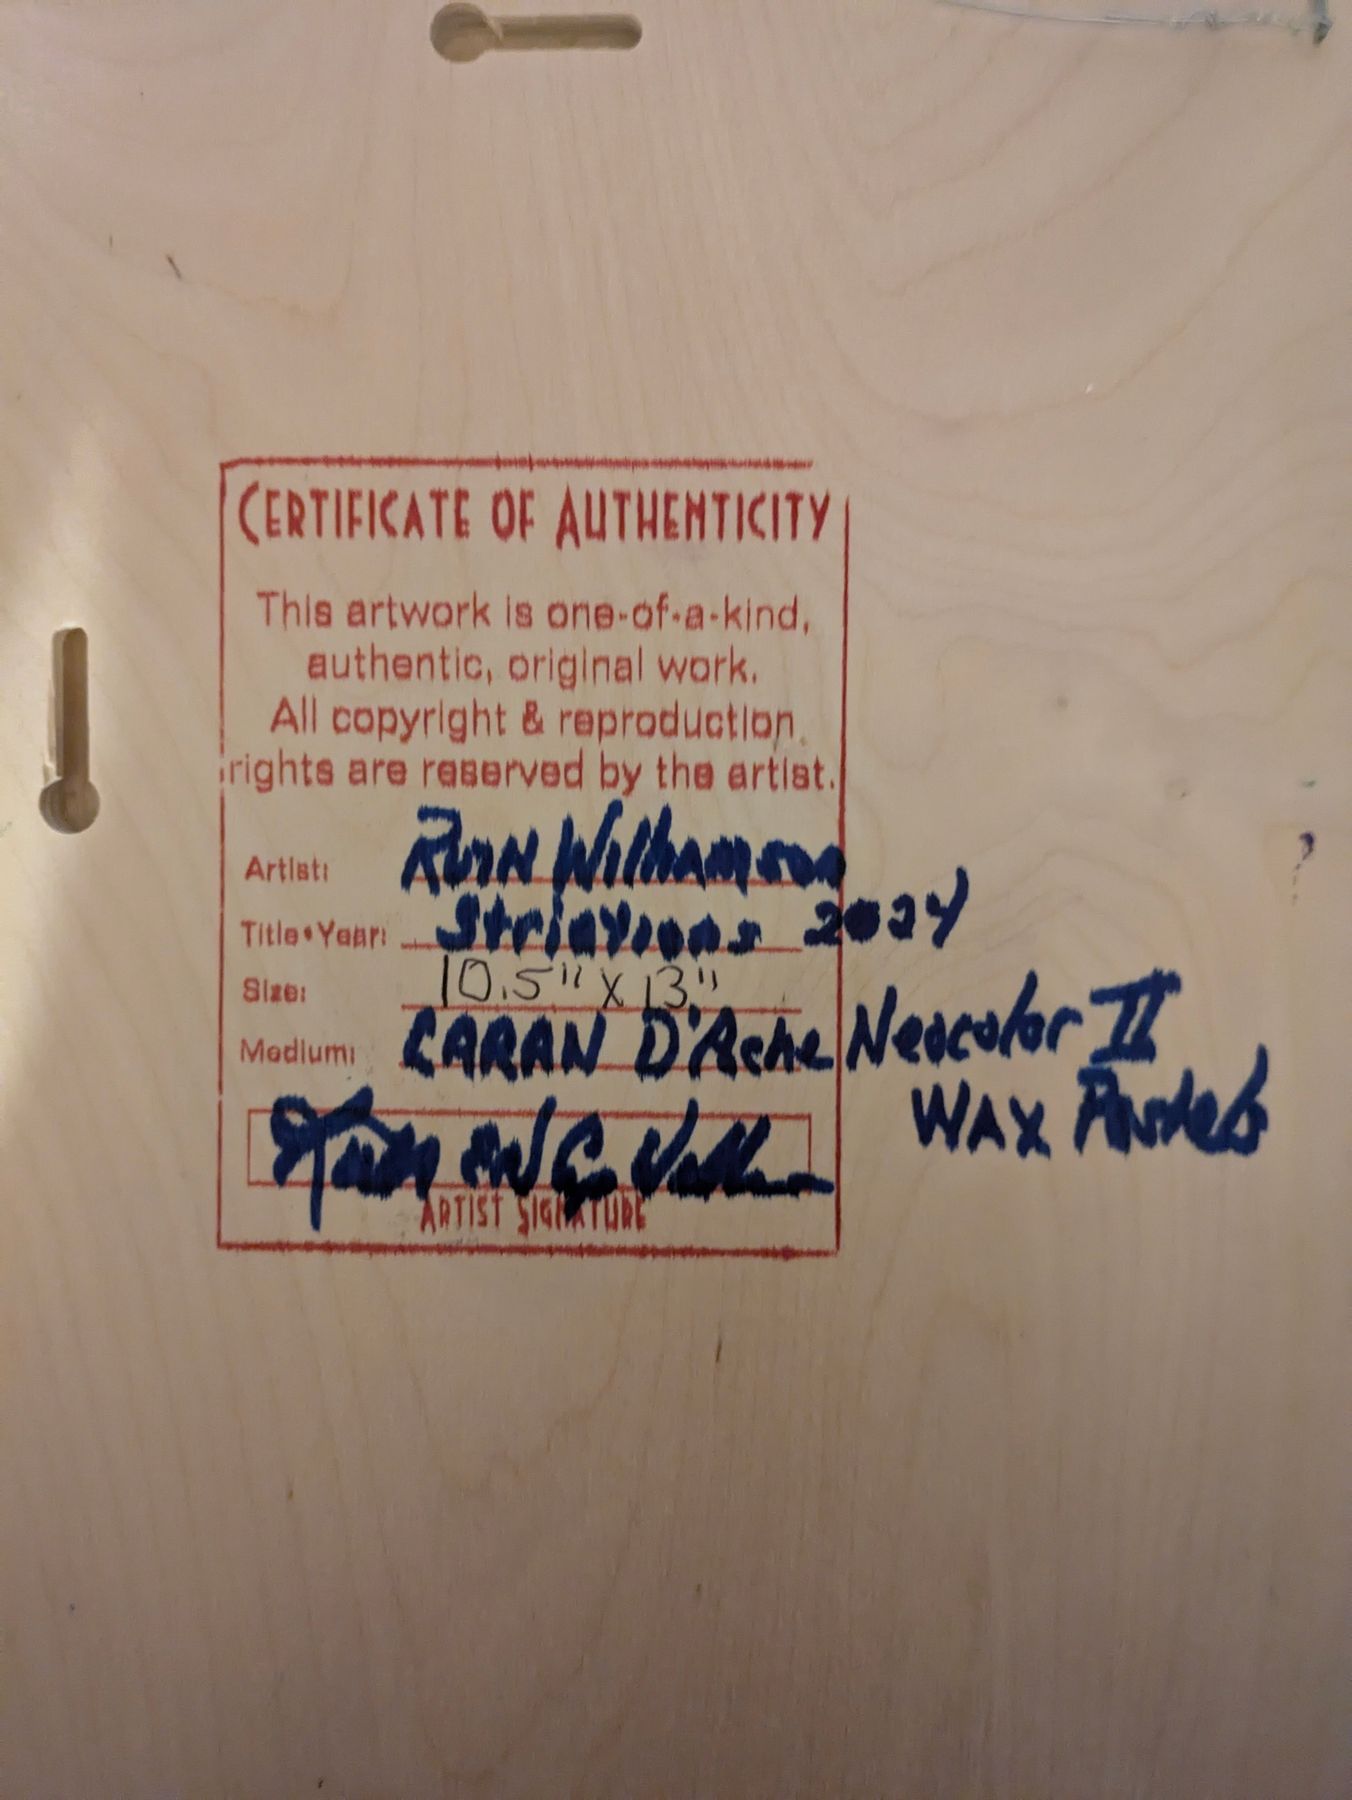 CERTIFICATE OF AUTHENTICITY
This artwork is one-of-a-kind,
authentic, original work.
All copyright & reproduction
rights are reserved by the artist.
Artist: Ruth Williamson
Title•Year: Striations 2024
Size: 10.5" x 13"
Medium: CARAN D'Ache Neocolor II
WAX Pastels
ARTIST SIGNATURE